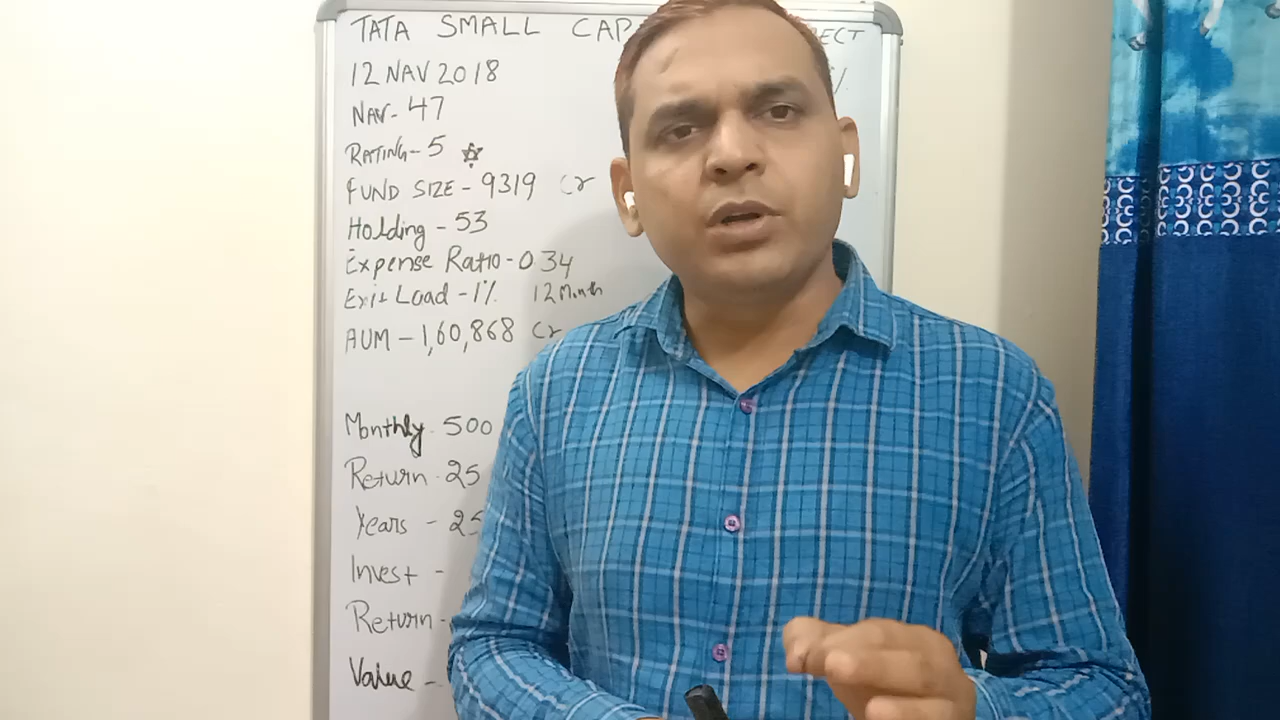 TATA SMALL CAP
12 NAV 2018
NAV- 47
RATING- 5
FUND SIZE - 9319 Cr
Holding - 53
Expense Ratio - 0.34
Exit Load - 1% 12 Month
AUM - 1,60,868 Cr
Monthly. 500
Return - 25
Years - 25
Invest -
Return -
Value -